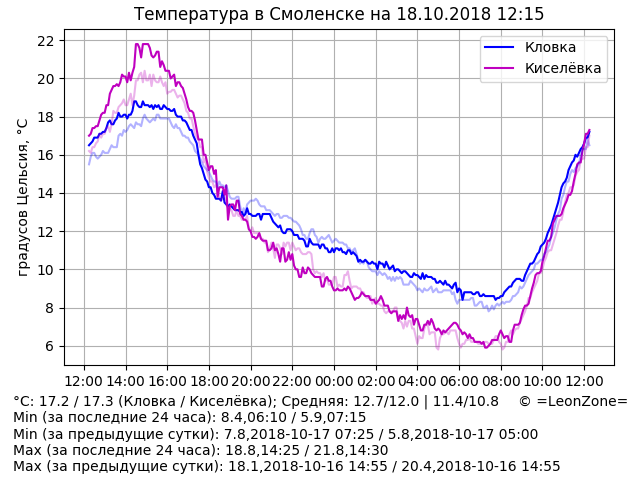 Температура в Смоленске на 18.10.2018 12:15
Кловка
Киселёвка
градусов Цельсия, °C
22
20
18
16
14
12
10
8
6
12:00 14:00 16:00 18:00 20:00 22:00 00:00 02:00 04:00 06:00 08:00 10:00 12:00
°C: 17.2 / 17.3 (Кловка / Киселёвка); Средняя: 12.7/12.0 | 11.4/10.8 © =LeonZone=
Min (за последние 24 часа): 8.4,06:10 / 5.9,07:15
Min (за предыдущие сутки): 7.8,2018-10-17 07:25 / 5.8,2018-10-17 05:00
Max (за последние 24 часа): 18.8,14:25 / 21.8,14:30
Max (за предыдущие сутки): 18.1,2018-10-16 14:55 / 20.4,2018-10-16 14:55